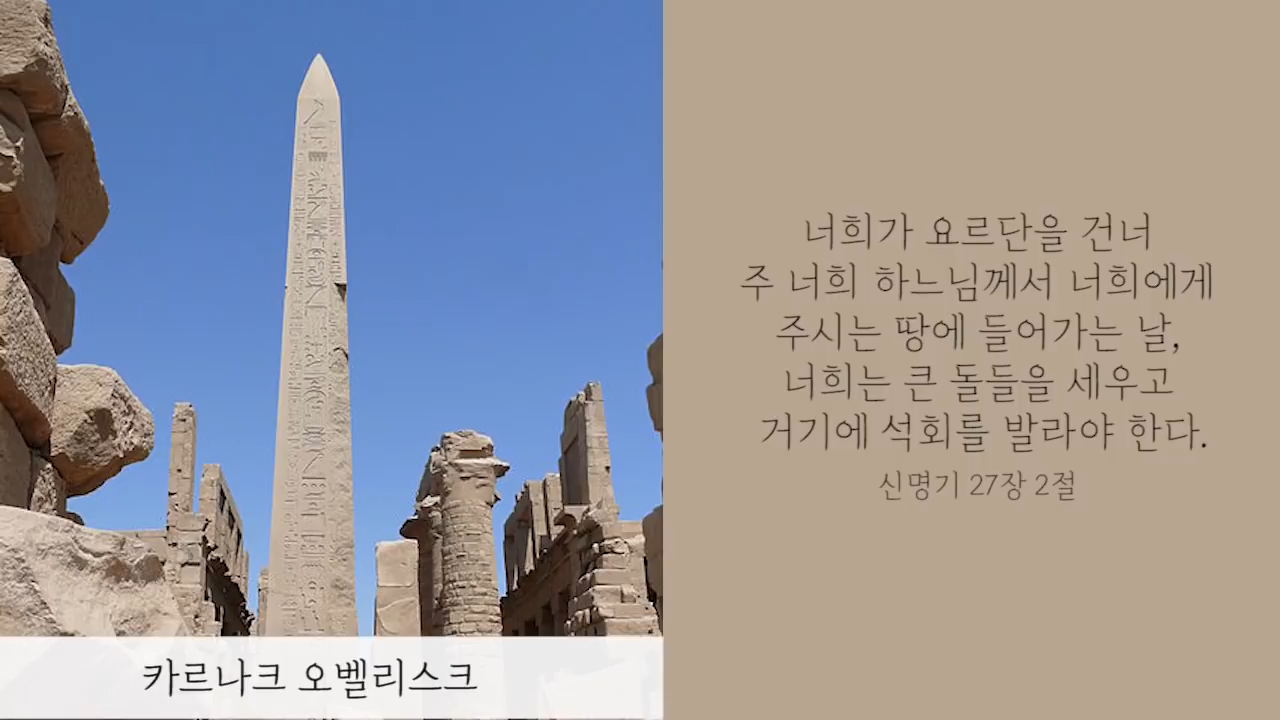 너희가 요르단을 건너
주 너희 하느님께서 너희에게
주시는 땅에 들어가는 날,
너희는 큰 돌들을 세우고
거기에 석회를 발라야 한다.
신명기 27장 2절
카르나크 오벨리스크